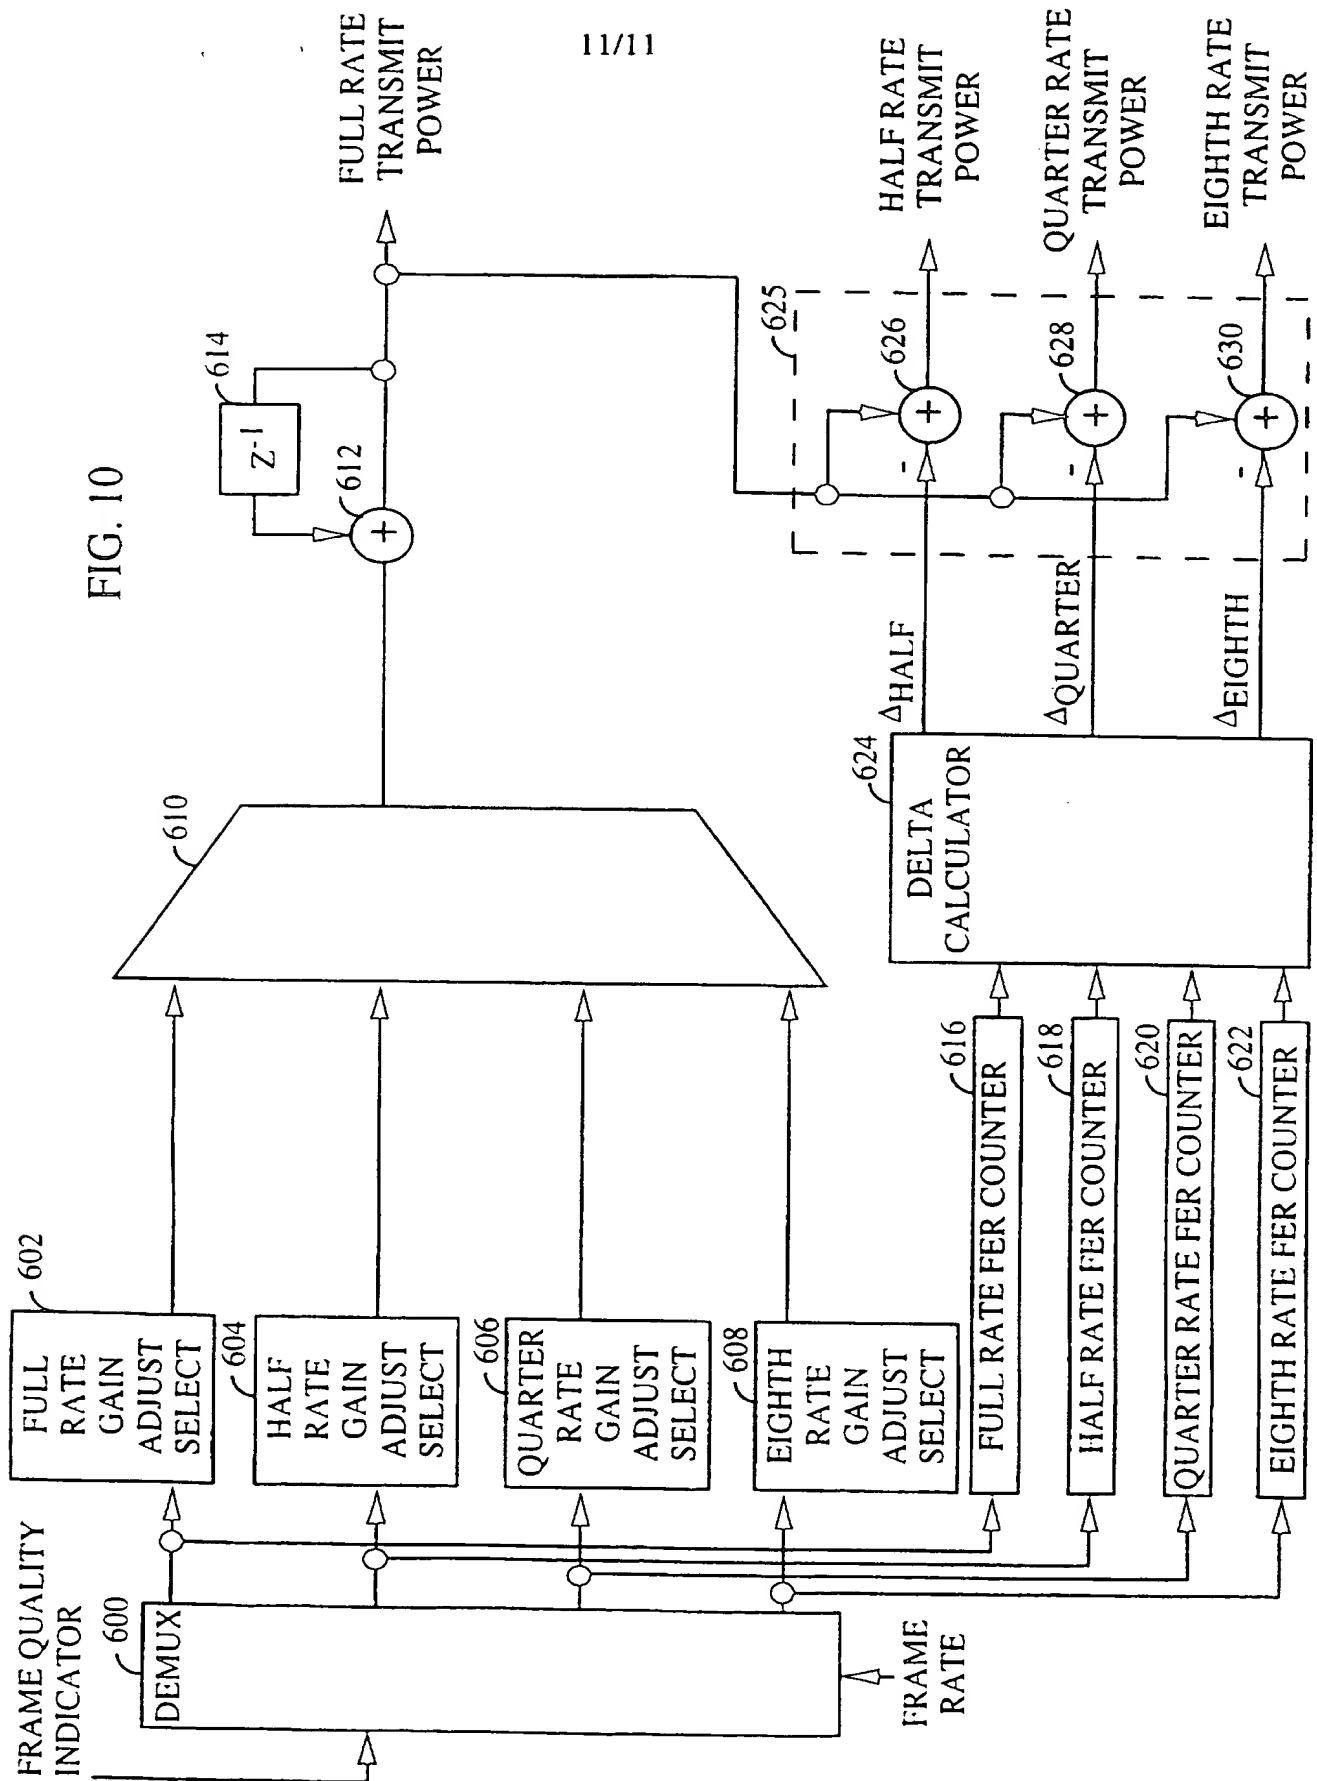 11/11
FIG. 10
FRAME QUALITY
INDICATOR
600
DEMUX
FRAME
RATE
602
FULL
RATE
GAIN
ADJUST
SELECT
604
HALF
RATE
GAIN
ADJUST
SELECT
606
QUARTER
RATE
GAIN
ADJUST
SELECT
608
EIGHTH
RATE
GAIN
ADJUST
SELECT
610
612
+
614
Z-1
FULL RATE
TRANSMIT
POWER
616
FULL RATE FER COUNTER
618
HALF RATE FER COUNTER
620
QUARTER RATE FER COUNTER
622
EIGHTH RATE FER COUNTER
624
DELTA
CALCULATOR
ΔHALF
ΔQUARTER
ΔEIGHTH
625
626
+
-
628
+
-
630
+
-
HALF RATE
TRANSMIT
POWER
QUARTER RATE
TRANSMIT
POWER
EIGHTH RATE
TRANSMIT
POWER